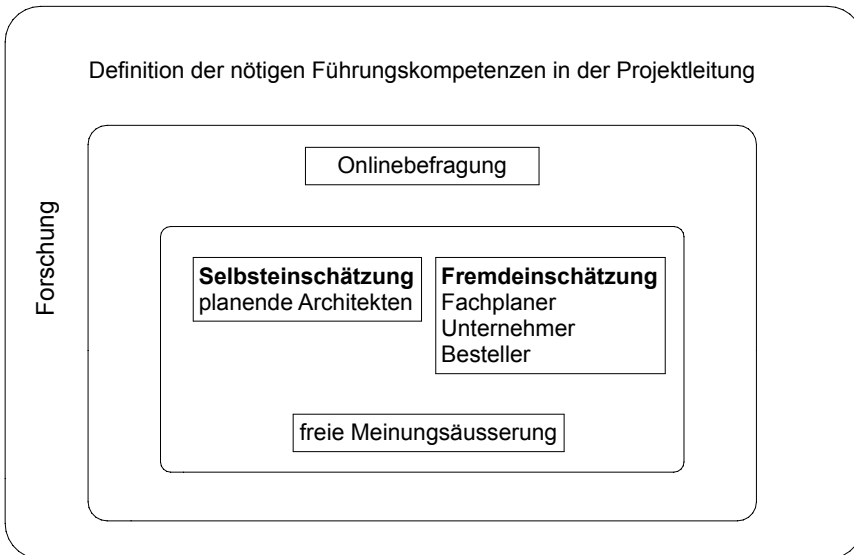 Definition der nötigen Führungskompetenzen in der Projektleitung
Forschung
Onlinebefragung
Selbsteinschätzung
planende Architekten
Fremdeinschätzung
Fachplaner
Unternehmer
Besteller
freie Meinungsäusserung